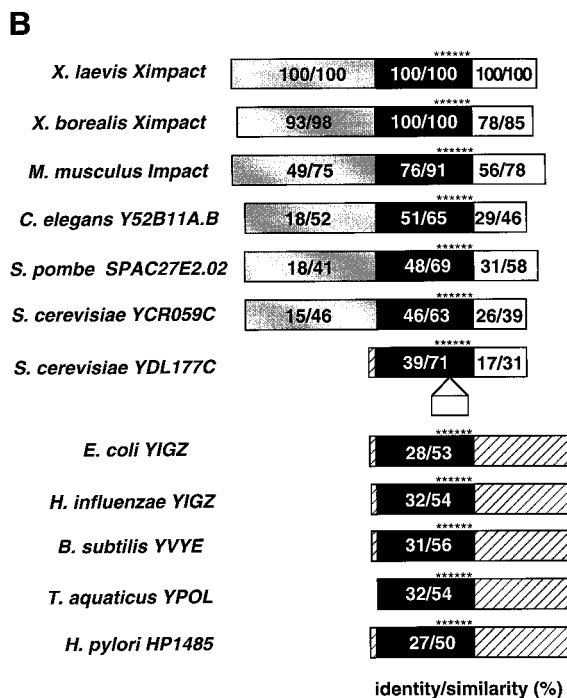 B
******
X. laevis Ximpact 100/100 100/100 100/100
******
X. borealis Ximpact 93/98 100/100 78/85
******
M. musculus Impact 49/75 76/91 56/78
******
C. elegans Y52B11A.B 18/52 51/65 29/46
******
S. pombe SPAC27E2.02 18/41 48/69 31/58
******
S. cerevisiae YCR059C 15/46 46/63 26/39
******
S. cerevisiae YDL177C 39/71 17/31
******
E. coli YIGZ 28/53
******
H. influenzae YIGZ 32/54
******
B. subtilis YVYE 31/56
******
T. aquaticus YPOL 32/54
******
H. pylori HP1485 27/50
identity/similarity (%)